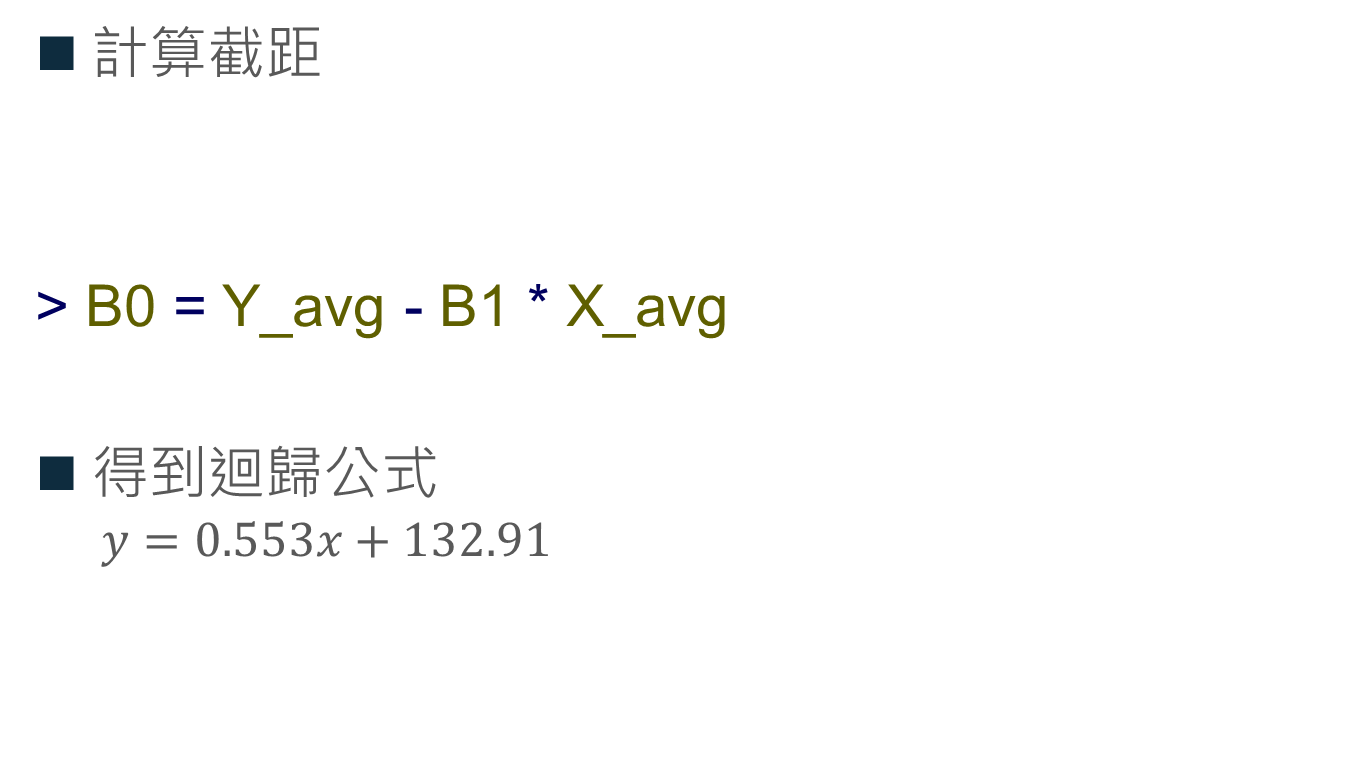 ■ 計算截距
> B0 = Y_avg - B1 * X_avg
■ 得到迴歸公式
y = 0.553x + 132.91